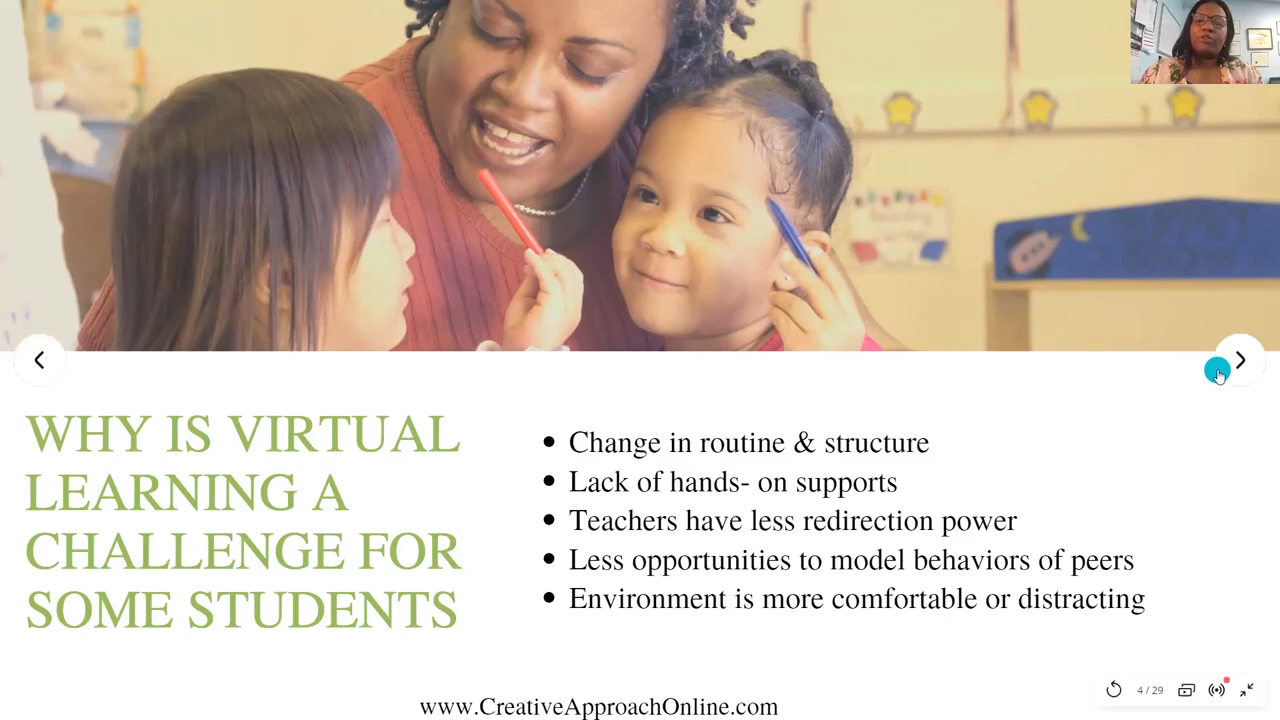 WHY IS VIRTUAL
LEARNING A
CHALLENGE FOR
SOME STUDENTS
• Change in routine & structure
• Lack of hands- on supports
• Teachers have less redirection power
• Less opportunities to model behaviors of peers
• Environment is more comfortable or distracting
www.CreativeApproachOnline.com
4 / 29